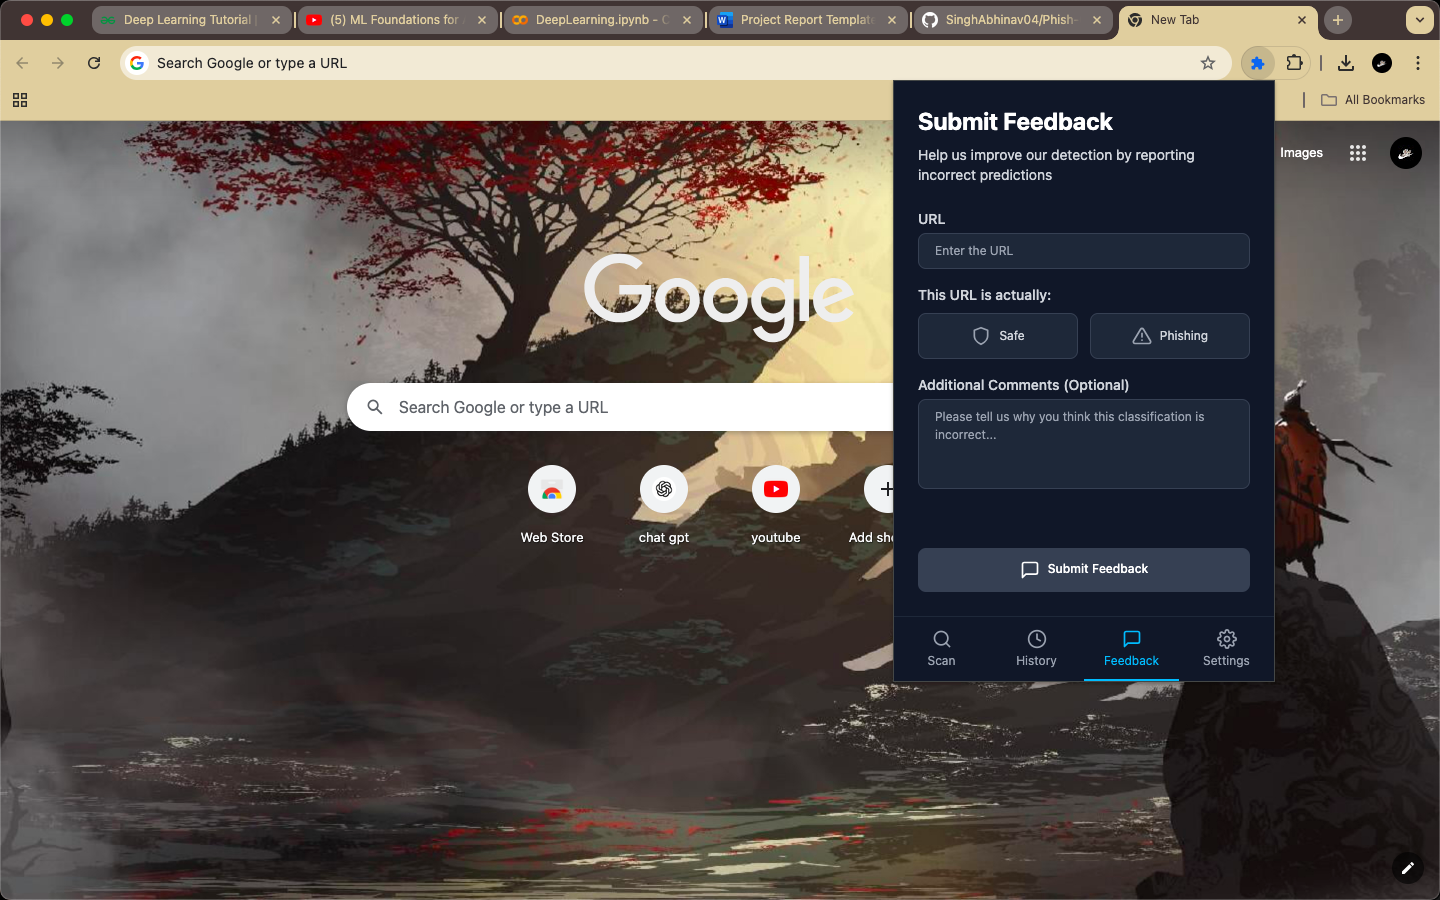 Deep Learning Tutorial
(5) ML Foundations for
DeepLearning.ipynb - C
Project Report Template
SinghAbhinav04/Phish-
New Tab
Search Google or type a URL
All Bookmarks
Images
Google
Search Google or type a URL
Web Store
chat gpt
youtube
Add sho
Submit Feedback
Help us improve our detection by reporting
incorrect predictions
URL
Enter the URL
This URL is actually:
Safe
Phishing
Additional Comments (Optional)
Please tell us why you think this classification is
incorrect...
Submit Feedback
Scan
History
Feedback
Settings